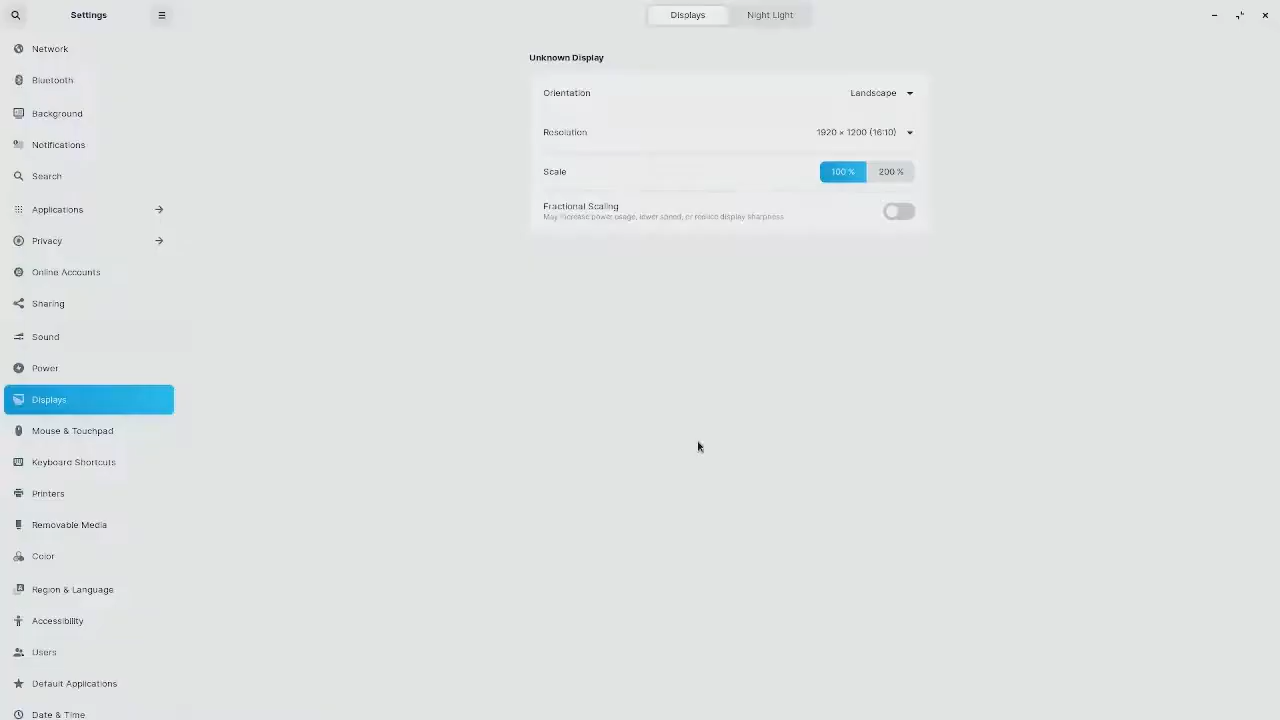 Settings
Displays
Night Light
Network
Bluetooth
Background
Notifications
Search
Applications
Privacy
Online Accounts
Sharing
Sound
Power
Displays
Mouse & Touchpad
Keyboard Shortcuts
Printers
Removable Media
Color
Region & Language
Accessibility
Users
Default Applications
Date & Time
Unknown Display
Orientation
Landscape
Resolution
1920 × 1200 (16:10)
Scale
100 %
200 %
Fractional Scaling
May increase power usage, lower speed, or reduce display sharpness.